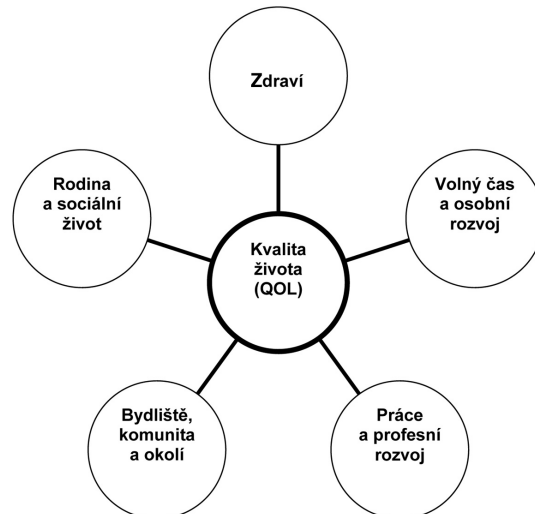 Zdraví
Rodina
a sociální
život
Volný čas
a osobní
rozvoj
Kvalita
života
(QOL)
Bydliště,
komunita
a okolí
Práce
a profesní
rozvoj